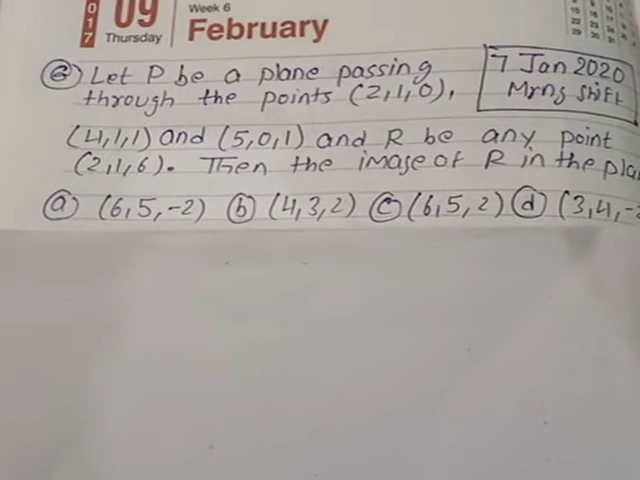 017
09
Thursday
Week 6
February
6) Let P be a plane passing
through the points (2,1,0),
7 Jan 2020
Mrng Shift
(4,1,1) and (5,0,1) and R be any point
(2,1,6). Then the image of R in the
(a) (6,5,-2) (b) (4,3,2) (c) (6,5,2) (d) (3,4,-